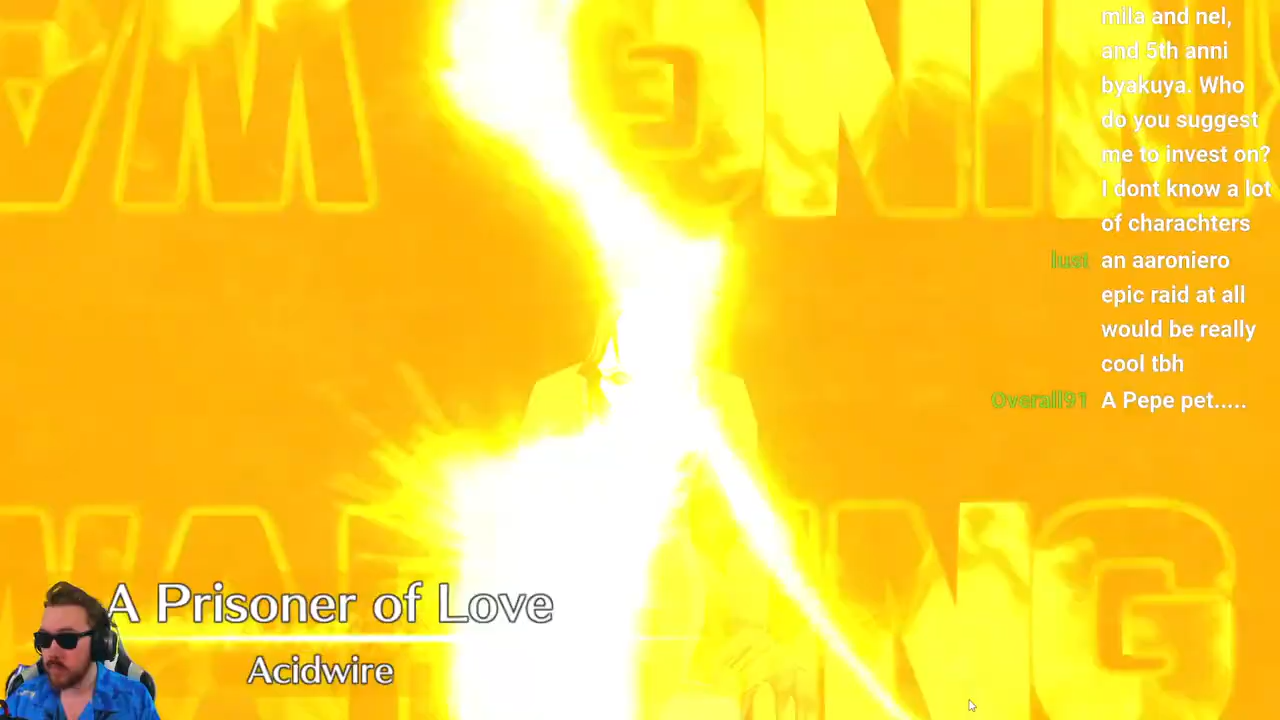 WARNING
mila and nel,
and 5th anni
byakuya. Who
do you suggest
me to invest on?
I dont know a lot
of charachters
lust an aaroniero
epic raid at all
would be really
cool tbh
Overall91 A Pepe pet.....
WARNING
A Prisoner of Love
Acidwire